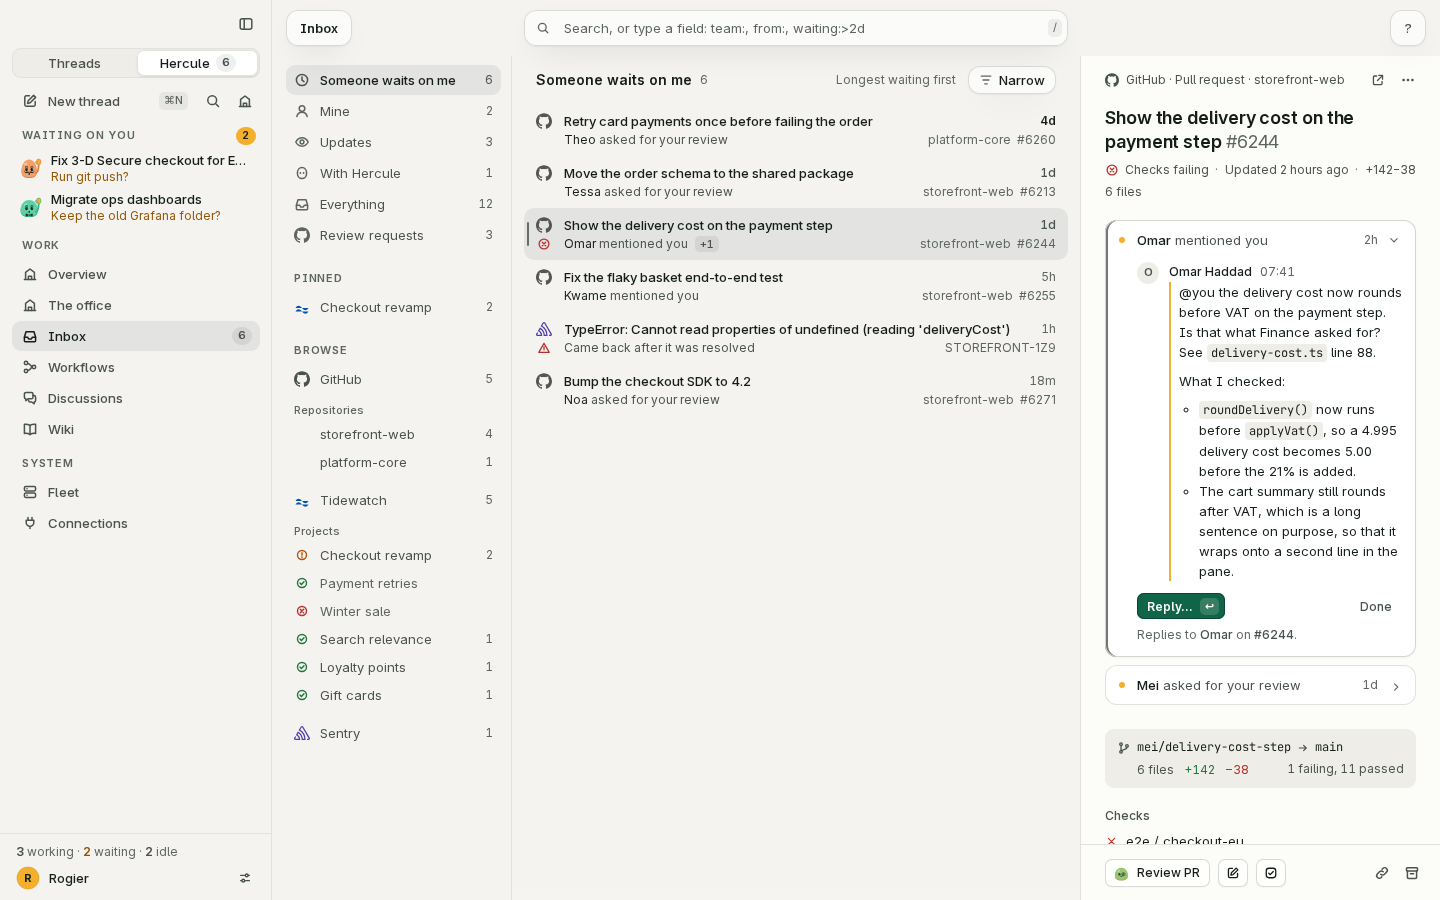 Threads
Hercule 6
New thread ⌘N
WAITING ON YOU 2
Fix 3-D Secure checkout for E…
Run git push?
Migrate ops dashboards
Keep the old Grafana folder?
WORK
Overview
The office
Inbox 6
Workflows
Discussions
Wiki
SYSTEM
Fleet
Connections
3 working · 2 waiting · 2 idle
R Rogier
Inbox
Someone waits on me 6
Mine 2
Updates 3
With Hercule 1
Everything 12
Review requests 3
PINNED
Checkout revamp 2
BROWSE
GitHub 5
Repositories
storefront-web 4
platform-core 1
Tidewatch 5
Projects
Checkout revamp 2
Payment retries
Winter sale
Search relevance 1
Loyalty points 1
Gift cards 1
Sentry 1
Search, or type a field: team:, from:, waiting:>2d /
?
Someone waits on me 6 Longest waiting first Narrow
Retry card payments once before failing the order 4d
Theo asked for your review platform-core #6260
Move the order schema to the shared package 1d
Tessa asked for your review storefront-web #6213
Show the delivery cost on the payment step 1d
Omar mentioned you +1 storefront-web #6244
Fix the flaky basket end-to-end test 5h
Kwame mentioned you storefront-web #6255
TypeError: Cannot read properties of undefined (reading 'deliveryCost') 1h
Came back after it was resolved STOREFRONT-1Z9
Bump the checkout SDK to 4.2 18m
Noa asked for your review storefront-web #6271
GitHub · Pull request · storefront-web
Show the delivery cost on the
payment step #6244
Checks failing · Updated 2 hours ago · +142−38
6 files
Omar mentioned you 2h
O Omar Haddad 07:41
@you the delivery cost now rounds
before VAT on the payment step.
Is that what Finance asked for?
See delivery-cost.ts line 88.
What I checked:
roundDelivery() now runs
before applyVat(), so a 4.995
delivery cost becomes 5.00
before the 21% is added.
The cart summary still rounds
after VAT, which is a long
sentence on purpose, so that it
wraps onto a second line in the
pane.
Reply… ↩ Done
Replies to Omar on #6244.
Mei asked for your review 1d
mei/delivery-cost-step → main
6 files +142 −38 1 failing, 11 passed
Checks
e2e / checkout-eu
Review PR